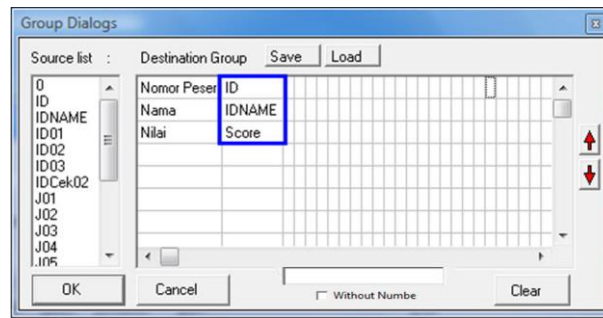 Group Dialogs
Source list :
Destination Group
Save
Load
0
ID
IDNAME
ID01
ID02
ID03
IDCek02
J01
J02
J03
J04
J05
Nomor Peser ID
Nama IDNAME
Nilai Score
OK
Cancel
Without Numbe
Clear